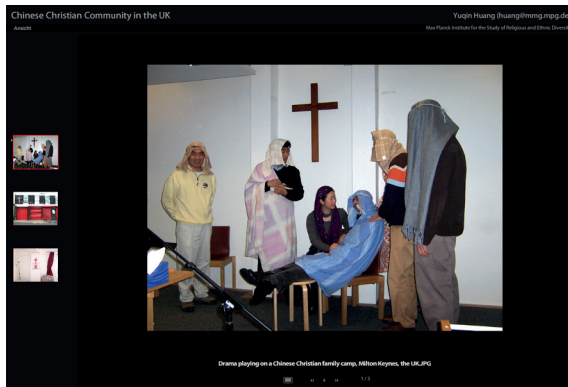 Chinese Christian Community in the UK
Yuqin Huang (huang@mmg.mpg.de
Ansicht
Max Planck Institute for the Study of Religious and Ethnic Diversit
Drama playing on a Chinese Christian family camp, Milton Keynes, the UK.JPG
1 / 3